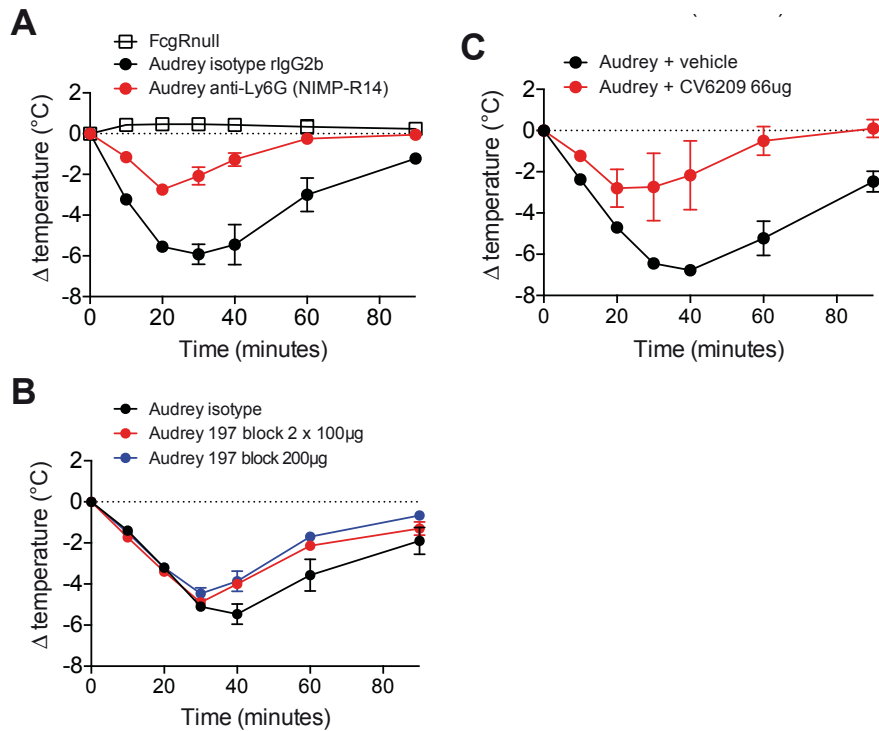 A
FcgRnull
Audrey isotype rIgG2b
Audrey anti-Ly6G (NIMP-R14)
Δ temperature (°C)
2
0
-2
-4
-6
-8
0 20 40 60 80
Time (minutes)
C
Audrey + vehicle
Audrey + CV6209 66ug
Δ temperature (°C)
2
0
-2
-4
-6
-8
0 20 40 60 80
Time (minutes)
B
Audrey isotype
Audrey 197 block 2 x 100µg
Audrey 197 block 200µg
Δ temperature (°C)
2
0
-2
-4
-6
-8
0 20 40 60 80
Time (minutes)